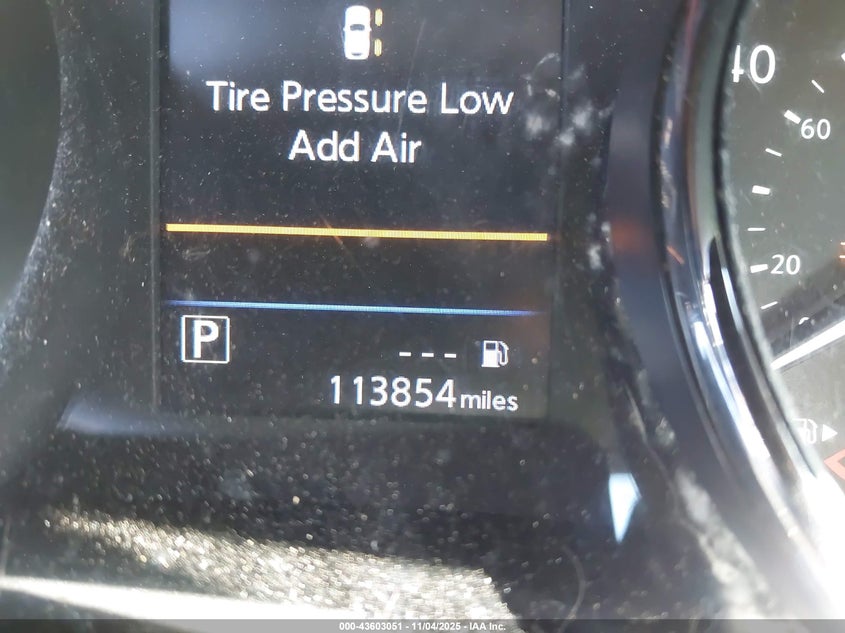 Tire Pressure Low
Add Air
40
60
20
P
--- 
113854 miles
000-43603051 - 11/04/2025 - IAA Inc.